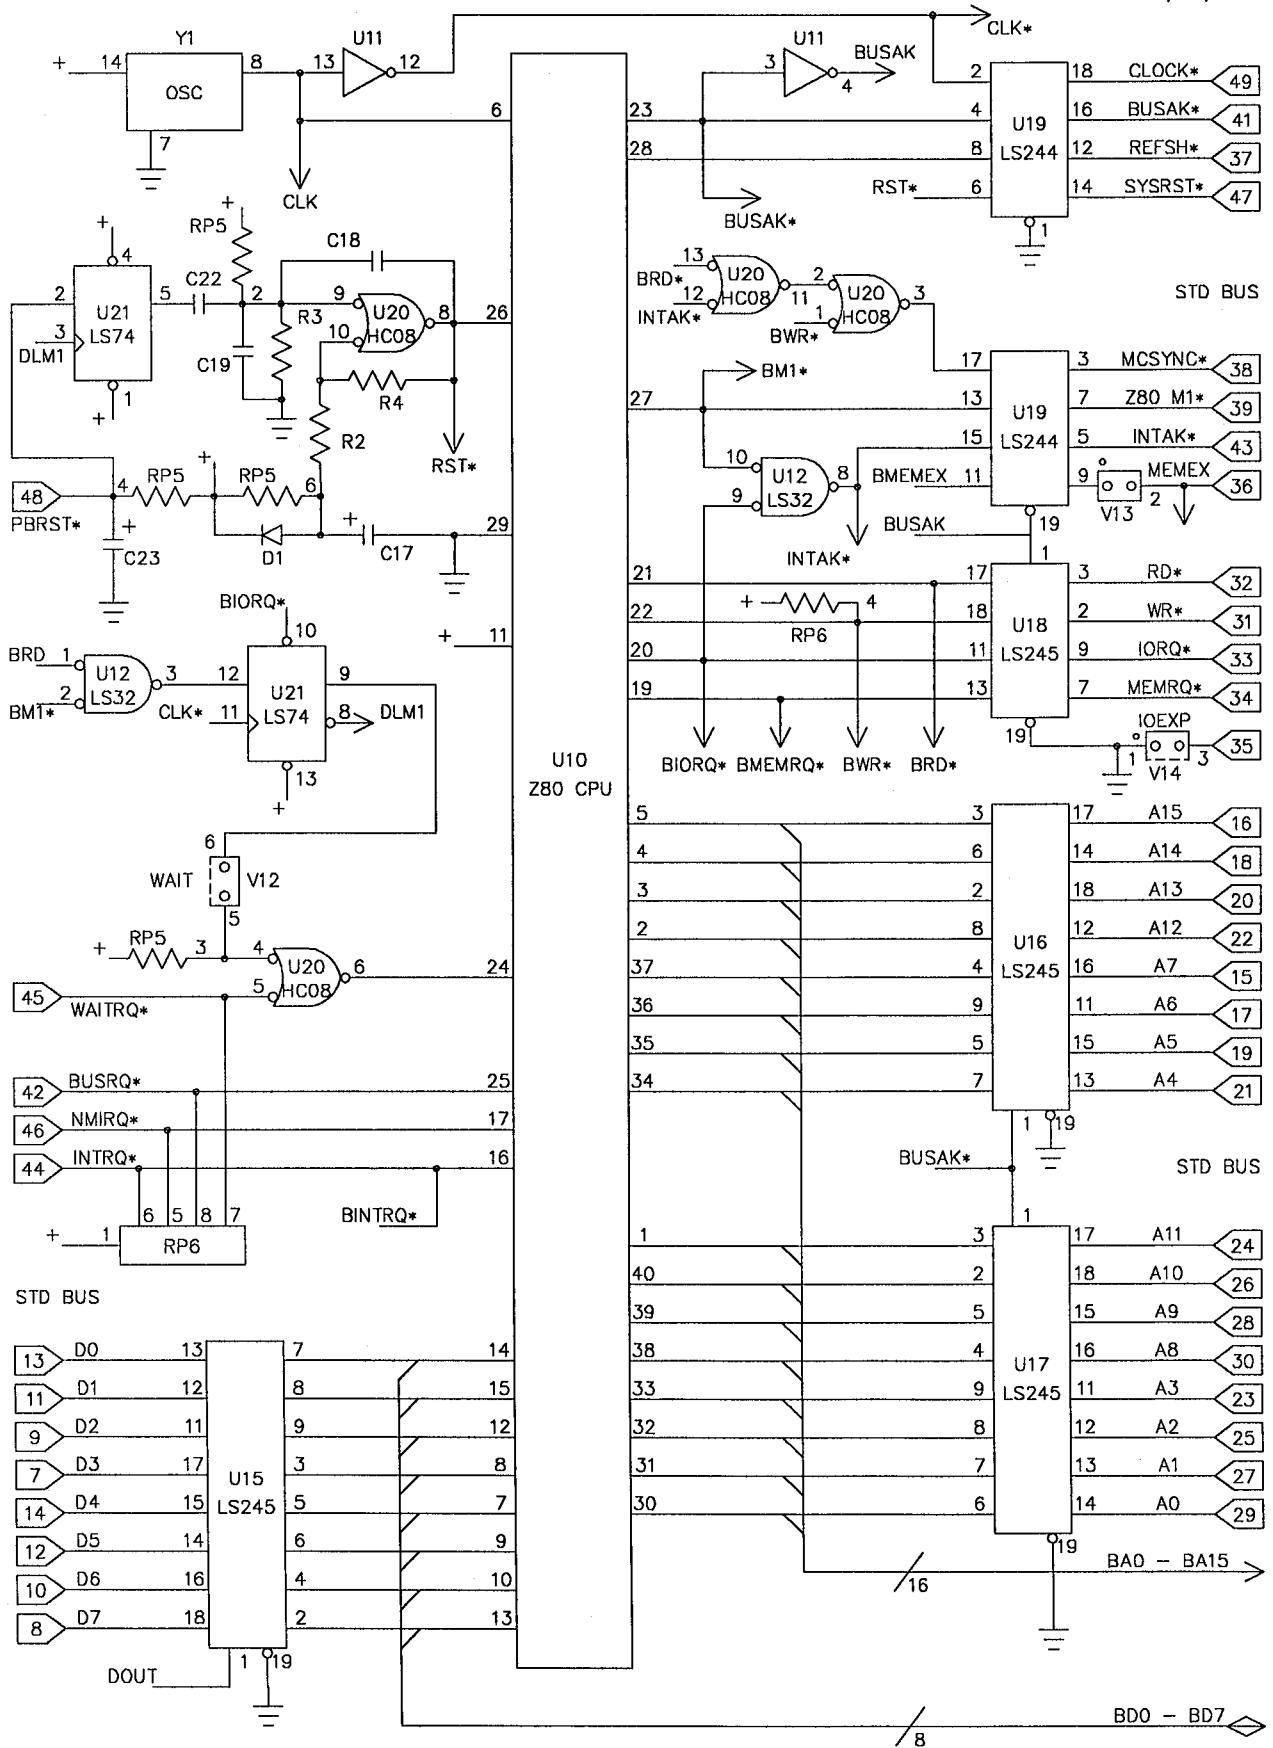 Y1
U11
CLK*
+ 14 OSC 8 13 12
7
CLK
6
U11
3 4 BUSAK
23
28
BUSAK*
2 18 CLOCK* 49
4 U19 16 BUSAK* 41
8 LS244 12 REFSH* 37
RST* 6 14 SYSRST* 47
1
+
4
2 U21 5
3 LS74
DLM1
1
+
C22
+
RP5
2
C19
R3
C18
9 U20 8 26
10 HC08
R4
R2
RST*
BRD* 13 U20 11
INTAK* 12 HC08
2 U20 3
BWR* 1 HC08
STD BUS
BM1*
27
10 U12 8
9 LS32
INTAK*
17 3 MCSYNC* 38
13 U19 7 Z80 M1* 39
15 LS244 5 INTAK* 43
BMEMEX 11 9 V13 2 MEMEX 36
BUSAK 19
48 4 RP5 + RP5 6
PBRST*
+
C23
D1
+
C17
29
1
21 17 3 RD* 32
22 + RP6 4 18 U18 2 WR* 31
20 11 LS245 9 IORQ* 33
19 13 7 MEMRQ* 34
19 IOEXP 1 V14 3 35
BIORQ* BMEMRQ* BWR* BRD*
BIORQ*
10
BRD 1 U12 3 12 U21 9
BM1* 2 LS32 CLK* 11 LS74 8 DLM1
13
+
+ 11
U10
Z80 CPU
6
WAIT V12
5
+ RP5 3 4 U20 6 24
5 HC08
45
WAITRQ*
42 BUSRQ* 25
46 NMIRQ* 17
44 INTRQ* 16
BINTRQ*
6 5 8 7
+ 1 RP6
5 3 17 A15 16
4 6 14 A14 18
3 2 18 A13 20
2 8 U16 12 A12 22
37 4 LS245 16 A7 15
36 9 11 A6 17
35 5 15 A5 19
34 7 13 A4 21
1 19
BUSAK*
STD BUS
1
1 3 17 A11 24
40 2 18 A10 26
39 5 15 A9 28
38 4 U17 16 A8 30
33 9 LS245 11 A3 23
32 8 12 A2 25
31 7 13 A1 27
30 6 14 A0 29
19
16 BA0 – BA15
STD BUS
13 D0 13 7 14
11 D1 12 8 15
9 D2 11 9 12
7 D3 17 U15 3 8
14 D4 15 LS245 5 7
12 D5 14 6 9
10 D6 16 4 10
8 D7 18 2 13
DOUT 1 19
8 BD0 – BD7